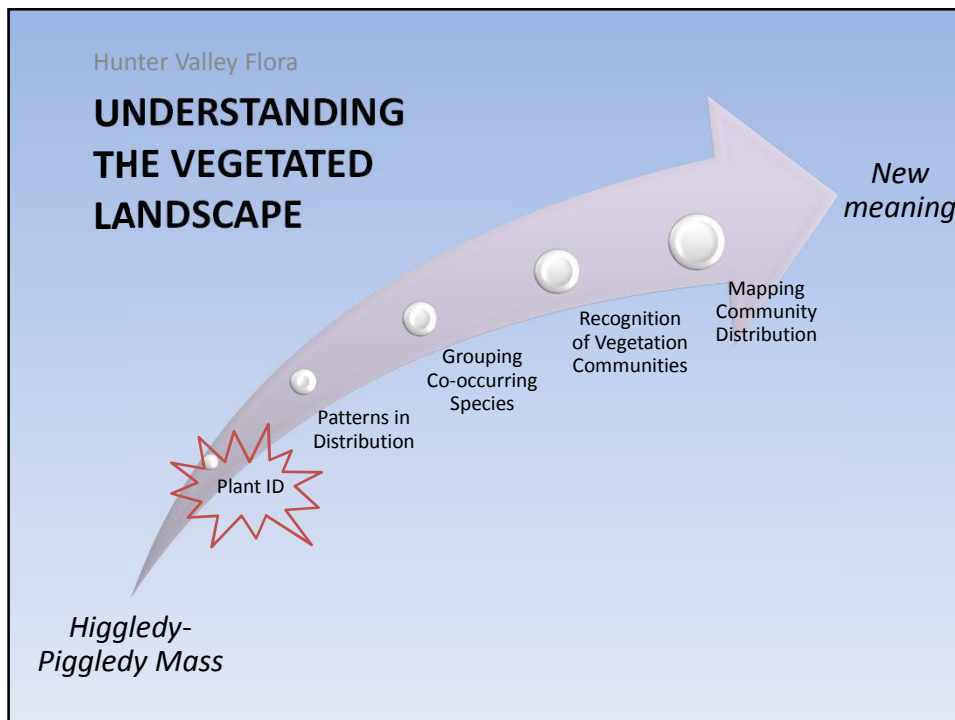 Hunter Valley Flora
UNDERSTANDING
THE VEGETATED
LANDSCAPE
New
meaning
Mapping
Community
Distribution
Recognition
of Vegetation
Communities
Grouping
Co-occurring
Species
Patterns in
Distribution
Plant ID
Higgledy-
Piggledy Mass